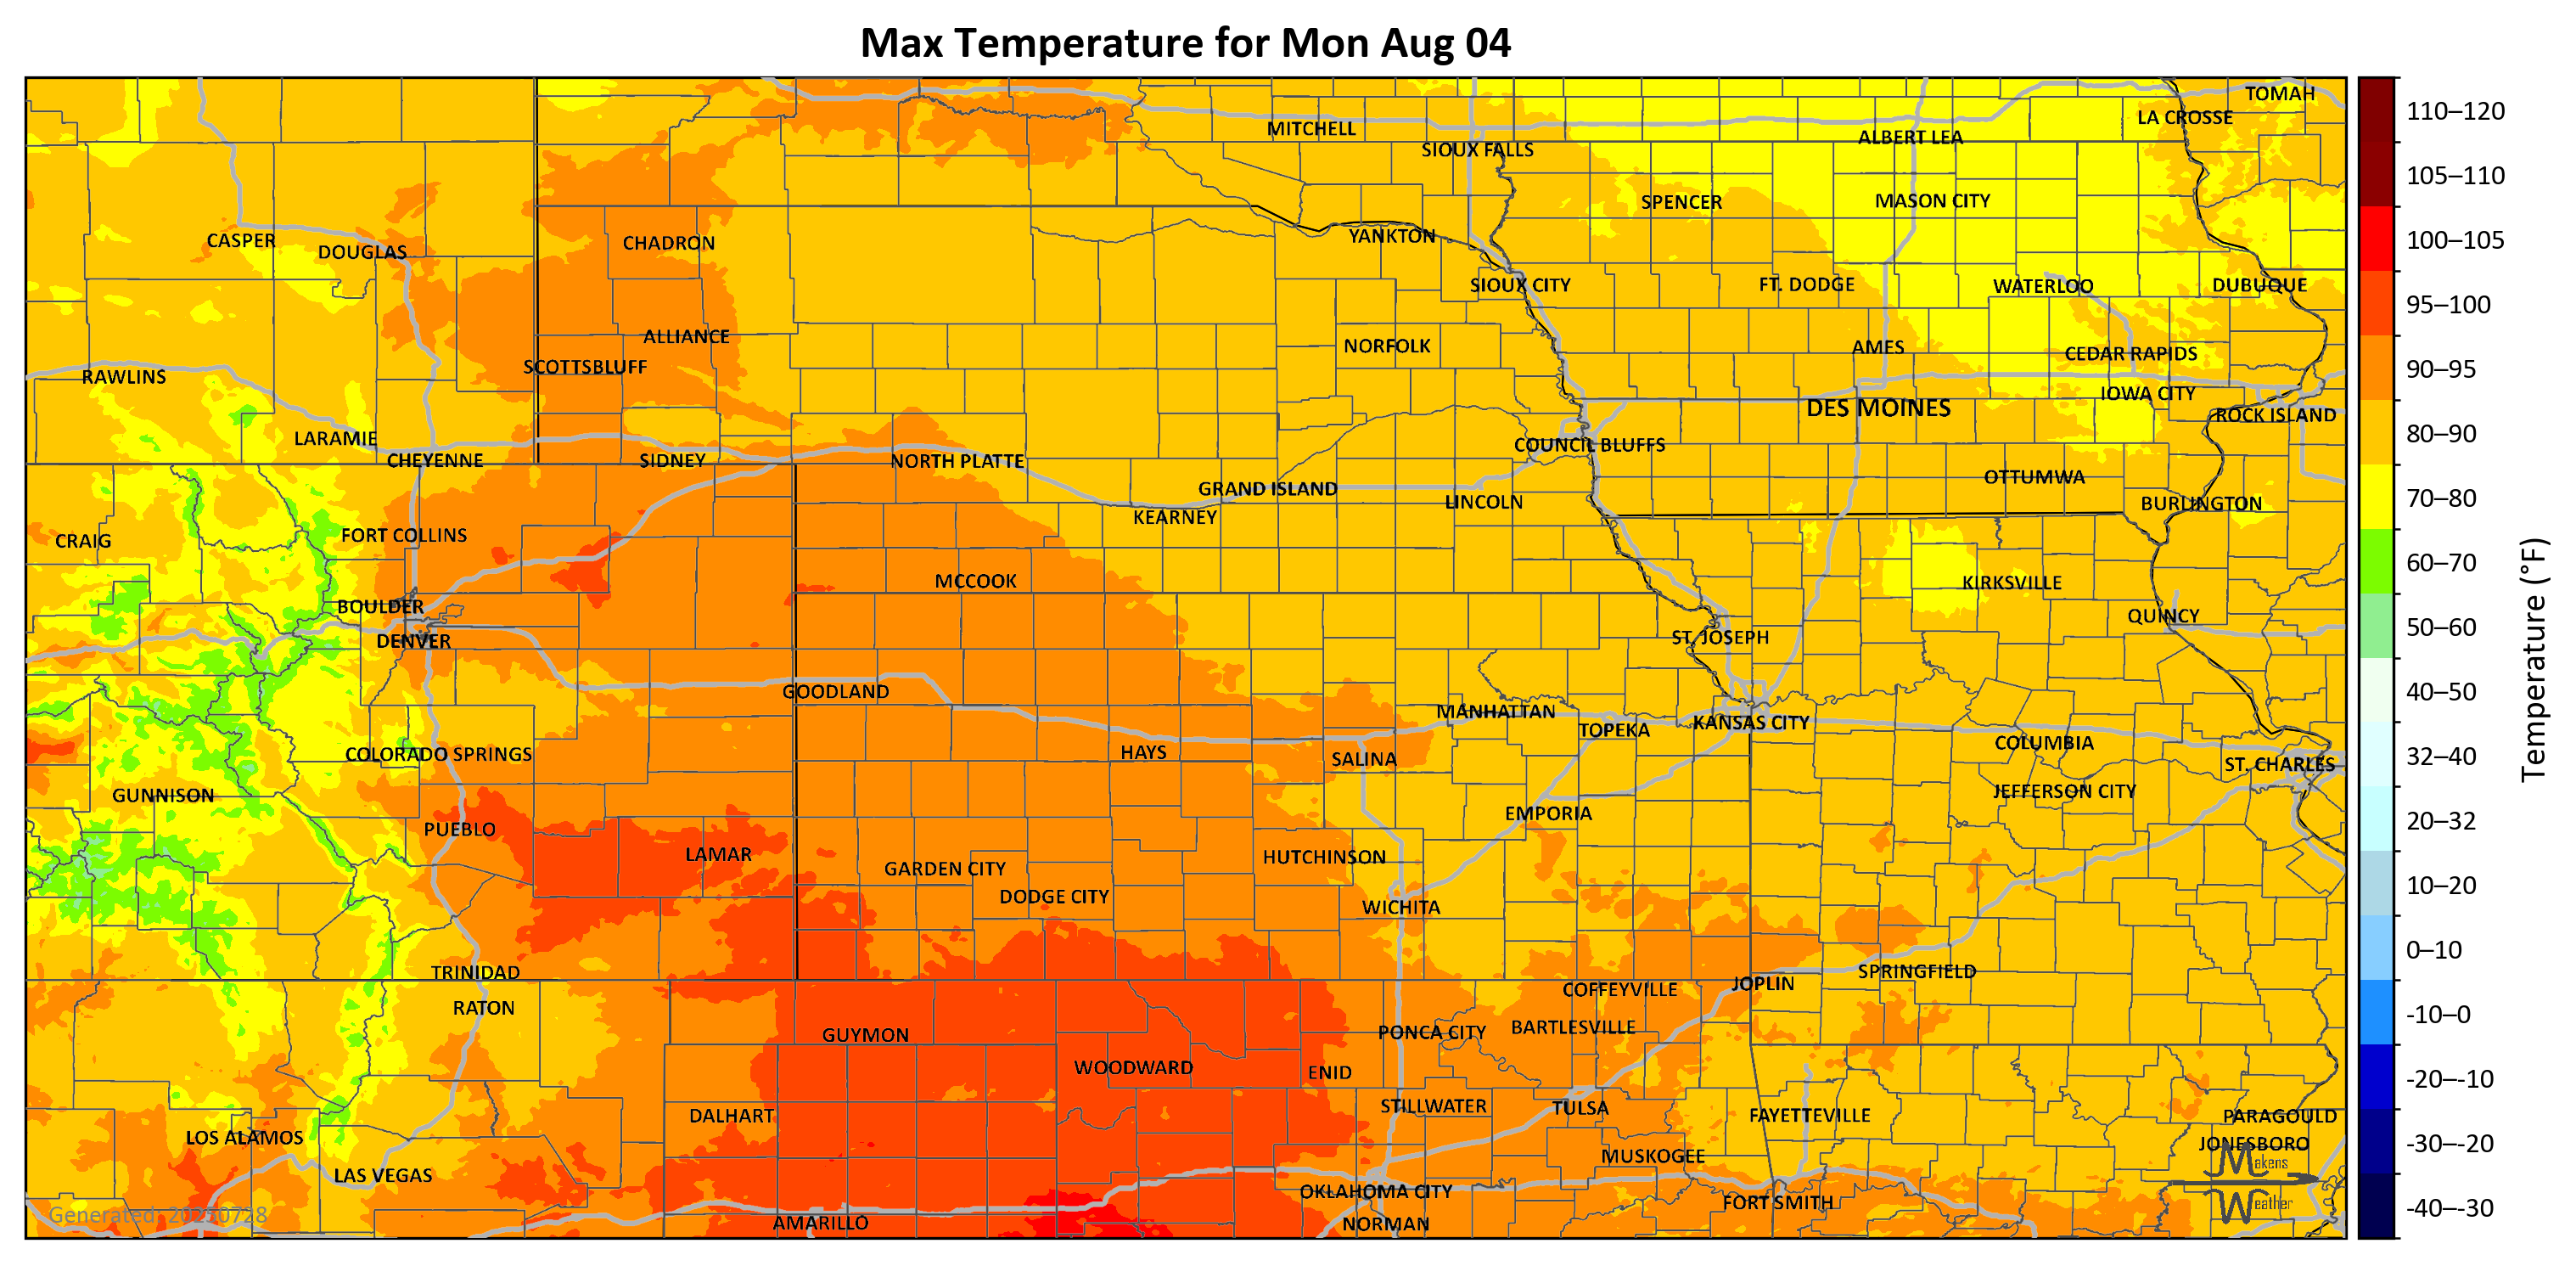 Max Temperature for Mon Aug 04
TOMAH
LA CROSSE
MITCHELL
ALBERT LEA
SIOUX FALLS
SPENCER
MASON CITY
YANKTON
CASPER
CHADRON
DOUGLAS
SIOUX CITY
FT. DODGE
WATERLOO
DUBUQUE
ALLIANCE
NORFOLK
AMES
CEDAR RAPIDS
SCOTTSBLUFF
RAWLINS
IOWA CITY
DES MOINES
ROCK ISLAND
LARAMIE
COUNCIL BLUFFS
CHEYENNE
SIDNEY
NORTH PLATTE
OTTUMWA
GRAND ISLAND
LINCOLN
BURLINGTON
KEARNEY
FORT COLLINS
CRAIG
MCCOOK
KIRKSVILLE
BOULDER
QUINCY
DENVER
ST. JOSEPH
GOODLAND
MANHATTAN
KANSAS CITY
TOPEKA
COLUMBIA
COLORADO SPRINGS
HAYS
SALINA
ST. CHARLES
GUNNISON
JEFFERSON CITY
EMPORIA
PUEBLO
LAMAR
HUTCHINSON
GARDEN CITY
DODGE CITY
WICHITA
TRINIDAD
SPRINGFIELD
JOPLIN
COFFEYVILLE
RATON
BARTLESVILLE
PONCA CITY
GUYMON
WOODWARD
ENID
STILLWATER
TULSA
DALHART
FAYETTEVILLE
PARAGOULD
LOS ALAMOS
JONESBORO
MUSKOGEE
LAS VEGAS
OKLAHOMA CITY
FORT SMITH
AMARILLO
NORMAN
Generated: 20250728
Makens
Weather
110–120
105–110
100–105
95–100
90–95
80–90
70–80
60–70
50–60
40–50
32–40
20–32
10–20
0–10
-10–0
-20–-10
-30–-20
-40–-30
Temperature (°F)